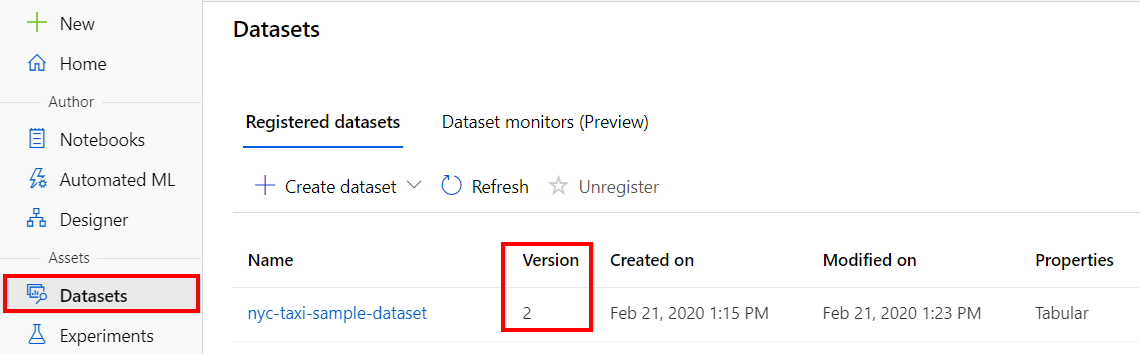 New
Home
Author
Notebooks
Automated ML
Designer
Assets
Datasets
Experiments
Datasets
Registered datasets Dataset monitors (Preview)
Create dataset Refresh Unregister
Name Version Created on Modified on Properties
nyc-taxi-sample-dataset 2 Feb 21, 2020 1:15 PM Feb 21, 2020 1:23 PM Tabular